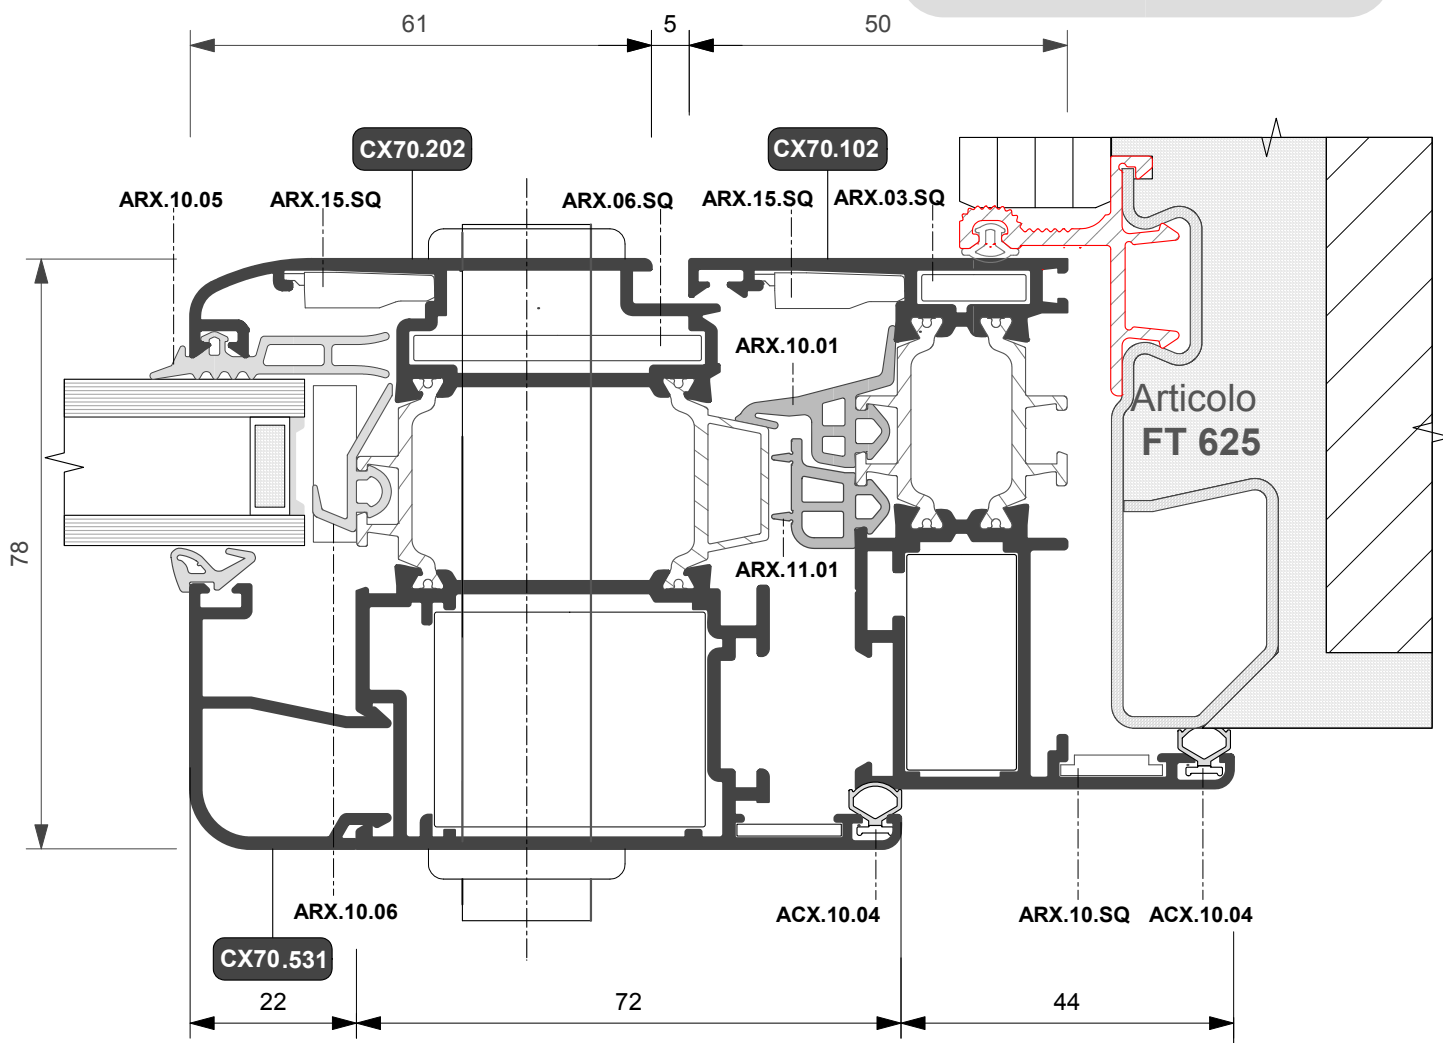 61
5
50
CX70.202
CX70.102
ARX.10.05
ARX.15.SQ
ARX.06.SQ
ARX.15.SQ
ARX.03.SQ
ARX.10.01
Articolo
FT 625
78
ARX.11.01
ARX.10.06
ACX.10.04
ARX.10.SQ
ACX.10.04
CX70.531
22
72
44